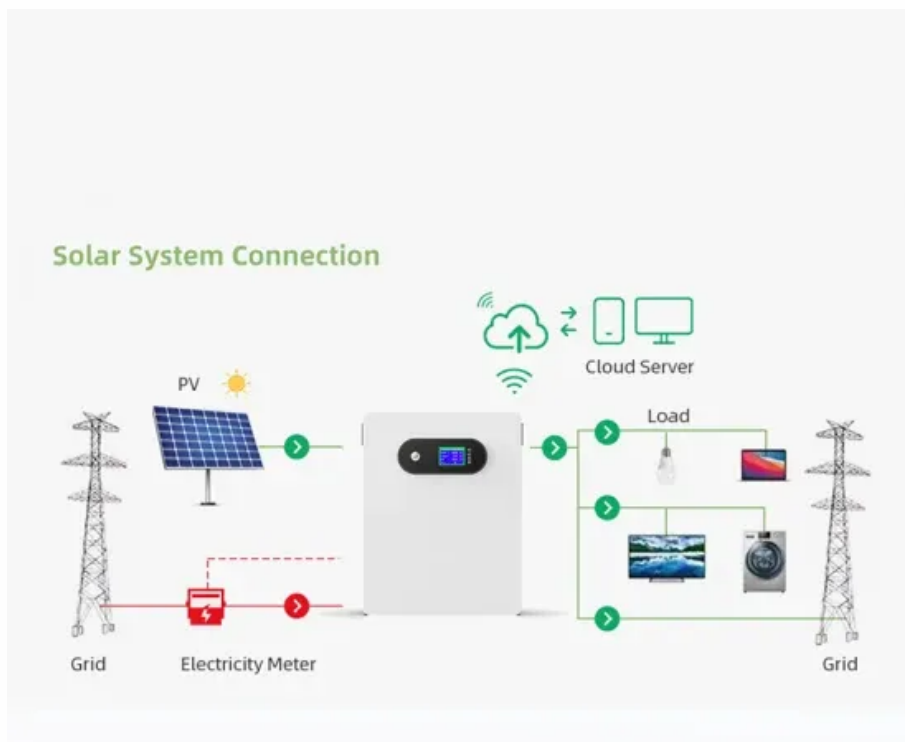 Solar System Connection
Cloud Server
PV
Load
Grid
Electricity Meter
Grid